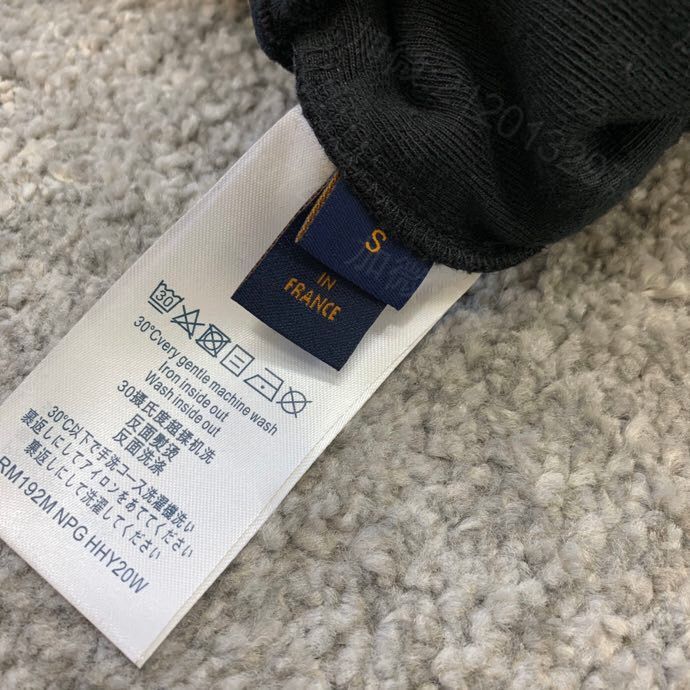 S
IN
FRANCE
30
30°Cvery gentle machine wash
Iron inside out
Wash inside out
30摄氏度超揉机洗
反面熨烫
反面洗涤
30℃以下で手洗コース洗濯機洗い
裏返しにしてアイロンをあててください
裏返しにして洗濯してください
RM192M NPG HHY20W